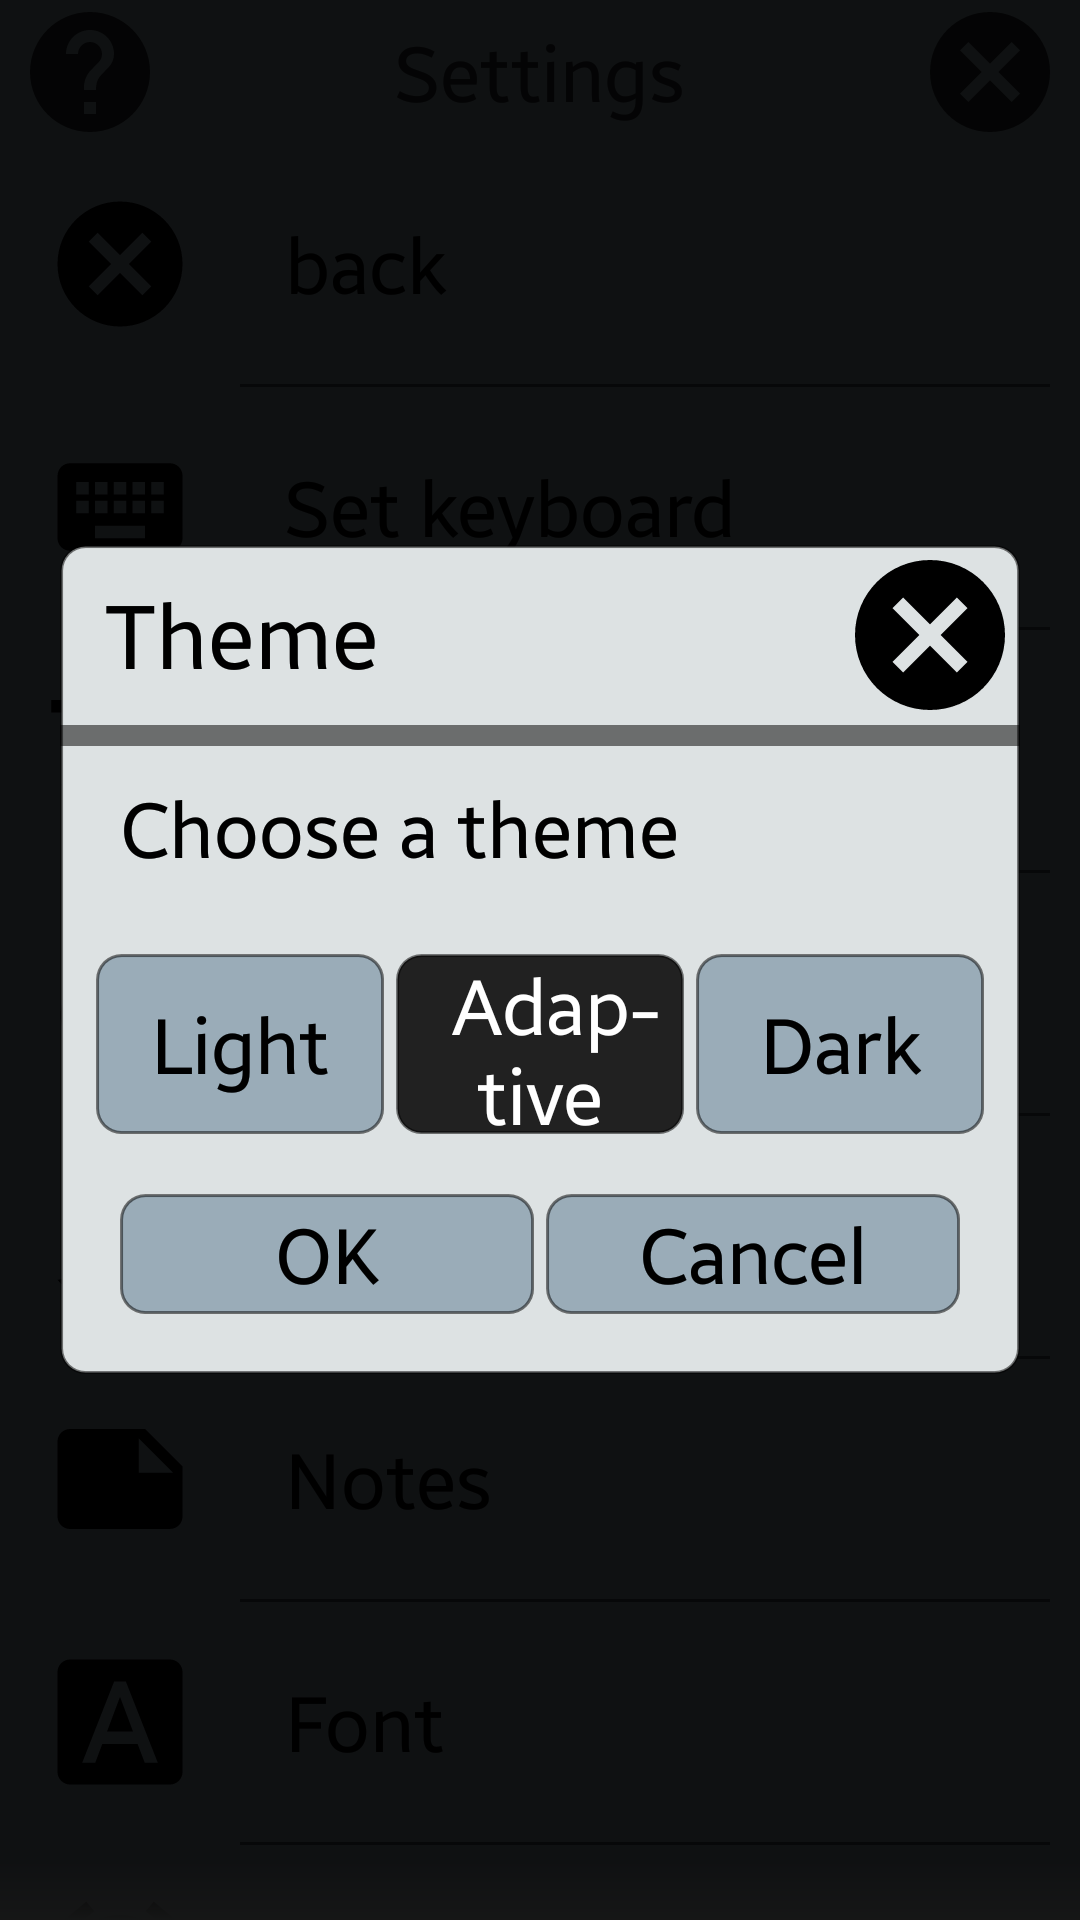 Settings
back
Set keyboard
Theme
Choose a theme
Light
Adap-
tive
Dark
OK
Cancel
Notes
Font